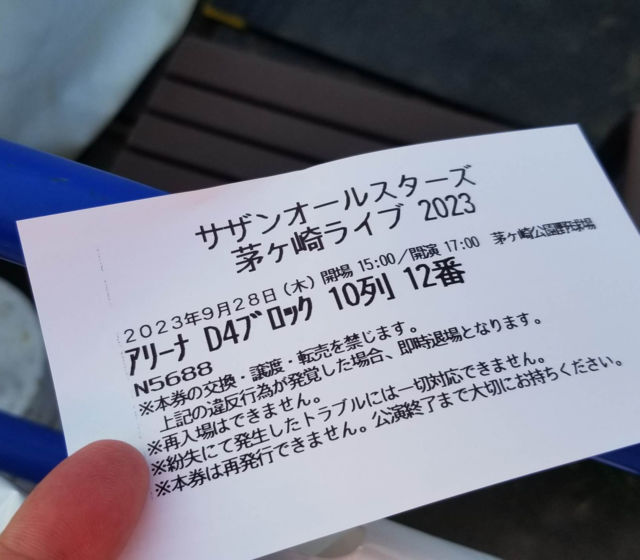 サザンオールスターズ
茅ヶ崎ライブ 2023
2023年9月28日(木) 開場 15:00/開演 17:00 茅ヶ崎公園野球場
アリーナ D4ブロック 10列 12番
N5688
※本券の交換・譲渡・転売を禁じます。
上記の違反行為が発覚した場合、即時退場となります。
※再入場はできません。
※紛失にて発生したトラブルには一切対応できません。
※本券は再発行できません。公演終了まで大切にお持ちください。